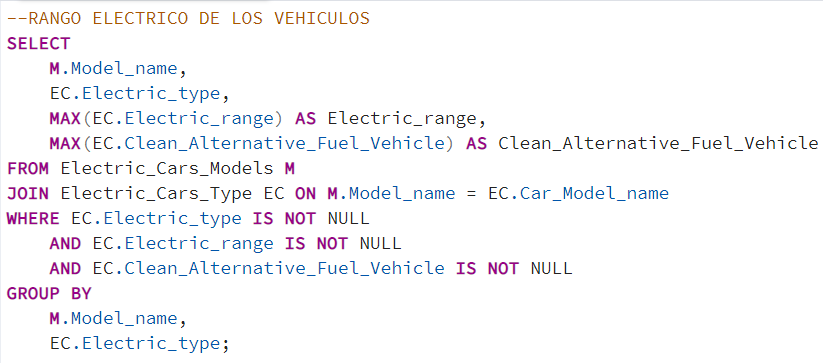 --RANGO ELECTRICO DE LOS VEHICULOS
SELECT
    M.Model_name,
    EC.Electric_type,
    MAX(EC.Electric_range) AS Electric_range,
    MAX(EC.Clean_Alternative_Fuel_Vehicle) AS Clean_Alternative_Fuel_Vehicle
FROM Electric_Cars_Models M
JOIN Electric_Cars_Type EC ON M.Model_name = EC.Car_Model_name
WHERE EC.Electric_type IS NOT NULL
    AND EC.Electric_range IS NOT NULL
    AND EC.Clean_Alternative_Fuel_Vehicle IS NOT NULL
GROUP BY
    M.Model_name,
    EC.Electric_type;